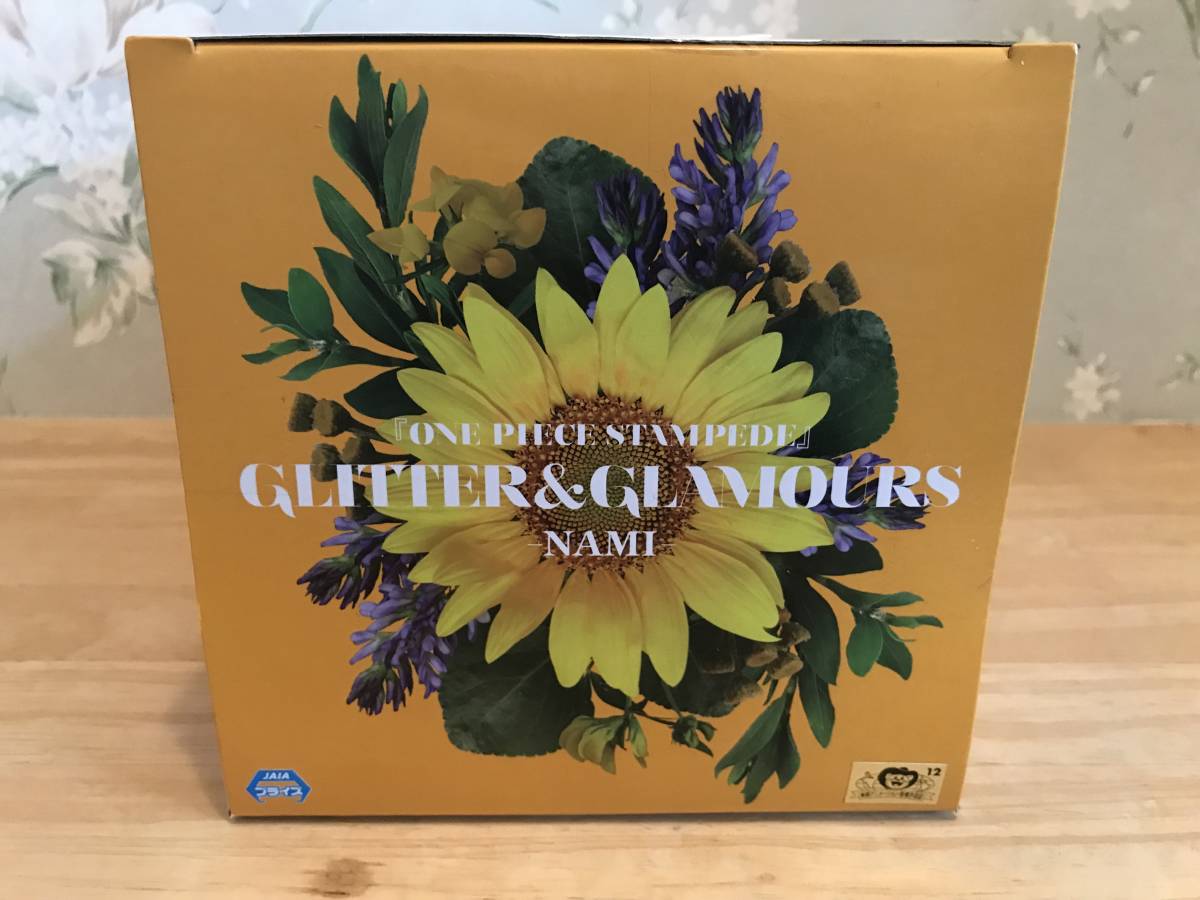 『ONE PIECE STAMPEDE』
GLITTER&GLAMOURS
-NAMI-
JAIA
プライズ
12